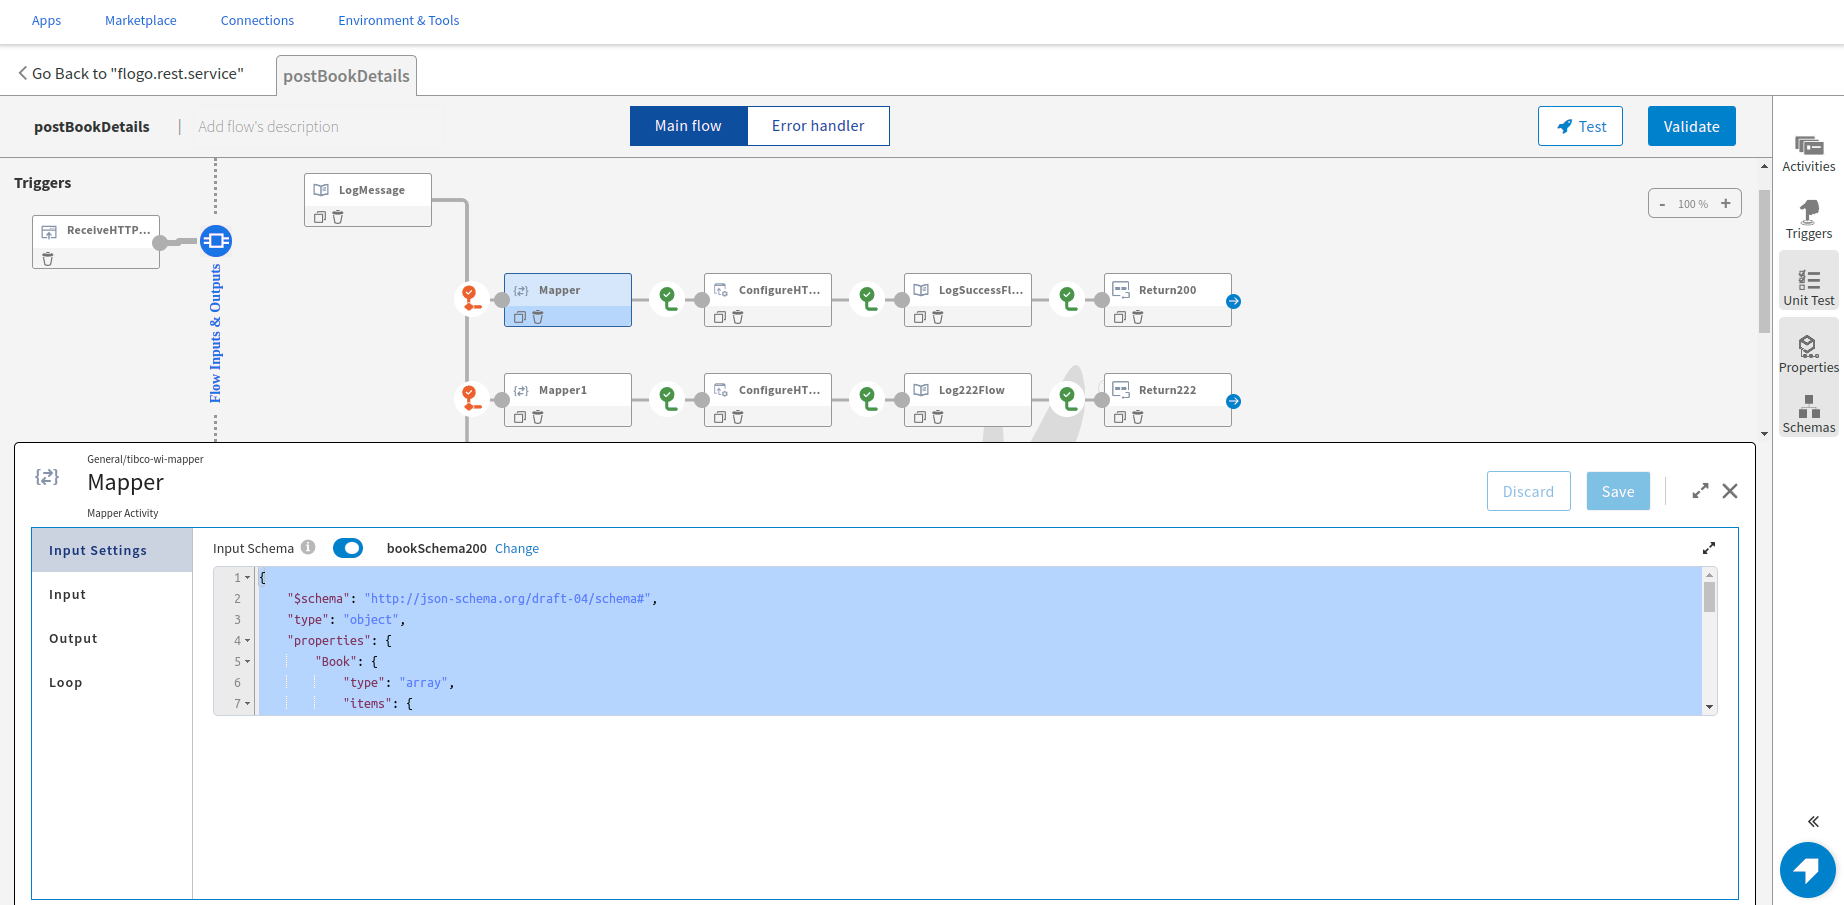 Apps Marketplace Connections Environment & Tools
Go Back to "flogo.rest.service" postBookDetails
postBookDetails Add flow's description Main flow Error handler Test Validate
Triggers
ReceiveHTTP...
Flow Inputs & Outputs
LogMessage
- 100 % +
Mapper ConfigureHT... LogSuccessFl... Return200
Mapper1 ConfigureHT... Log222Flow Return222
Activities
Triggers
Unit Test
Properties
Schemas
General/tibco-wi-mapper
Mapper
Mapper Activity
Discard Save
Input Settings
Input
Output
Loop
Input Schema bookSchema200 Change
1 {
2 "$schema": "http://json-schema.org/draft-04/schema#",
3 "type": "object",
4 "properties": {
5 "Book": {
6 "type": "array",
7 "items": {